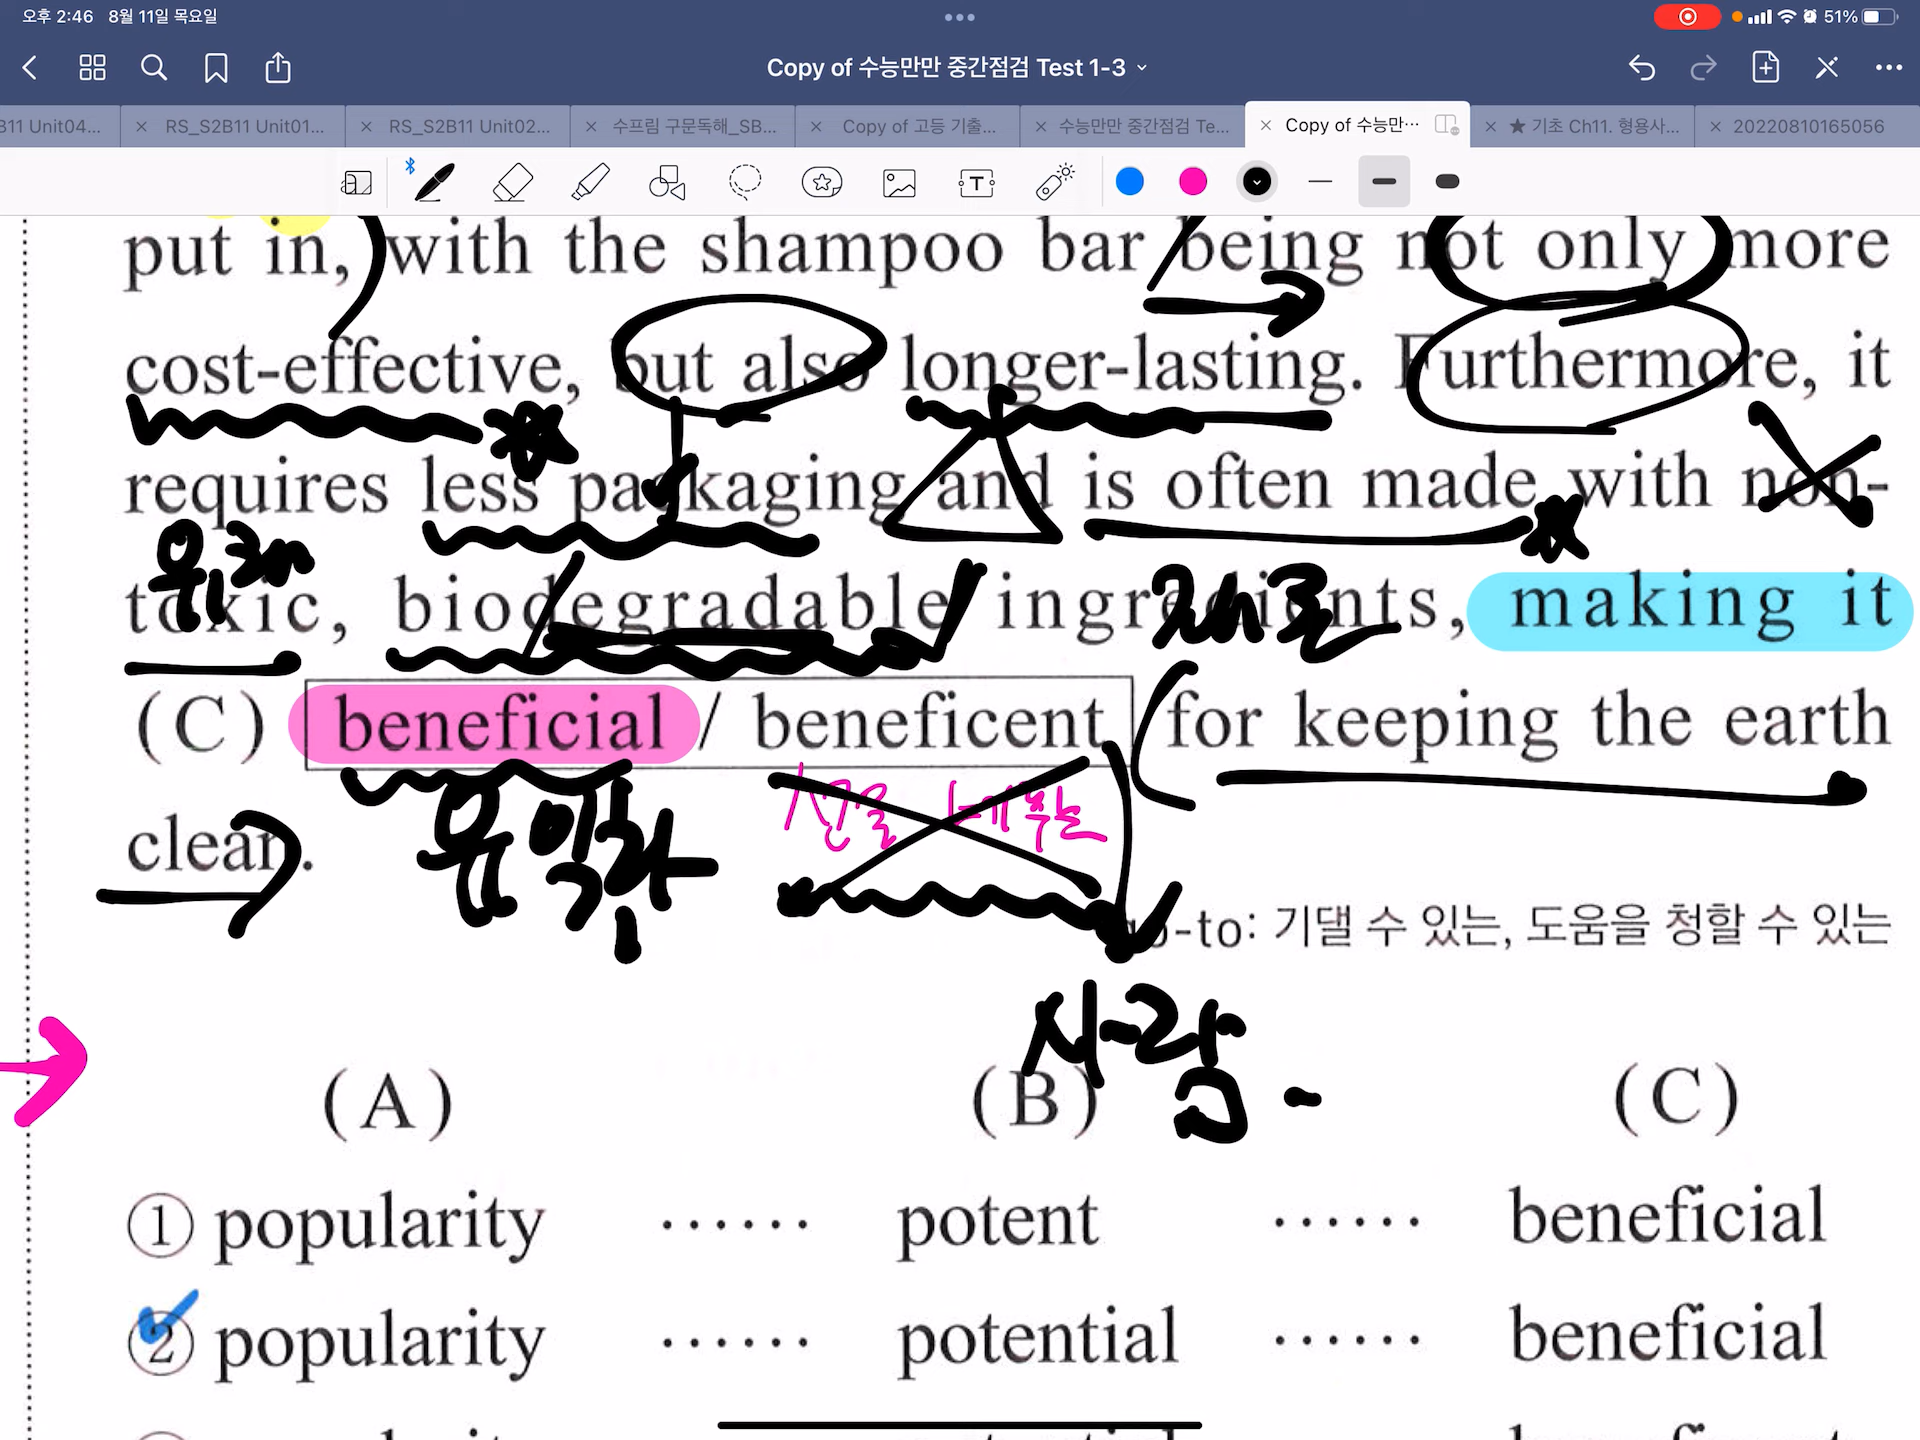 오후 2:46 8월 11일 목요일
51%
Copy of 수능만만 중간점검 Test 1-3
311 Unit04...
RS_S2B11 Unit01...
RS_S2B11 Unit02...
수프림 구문독해_SB...
Copy of 고등 기출...
수능만만 중간점검 Te...
Copy of 수능만...
★ 기초 Ch11. 형용사...
20220810165056
put in, with the shampoo bar being not only more
cost-effective, but also longer-lasting. Furthermore, it
requires less packaging and is often made with non-
toxic, biodegradable ingredients, making it
재료
(C) beneficial / beneficent for keeping the earth
clean.
유익한
go-to: 기댈 수 있는, 도움을 청할 수 있는
사람
(A) (B) (C)
① popularity ······ potent ······ beneficial
② popularity ······ potential ······ beneficial